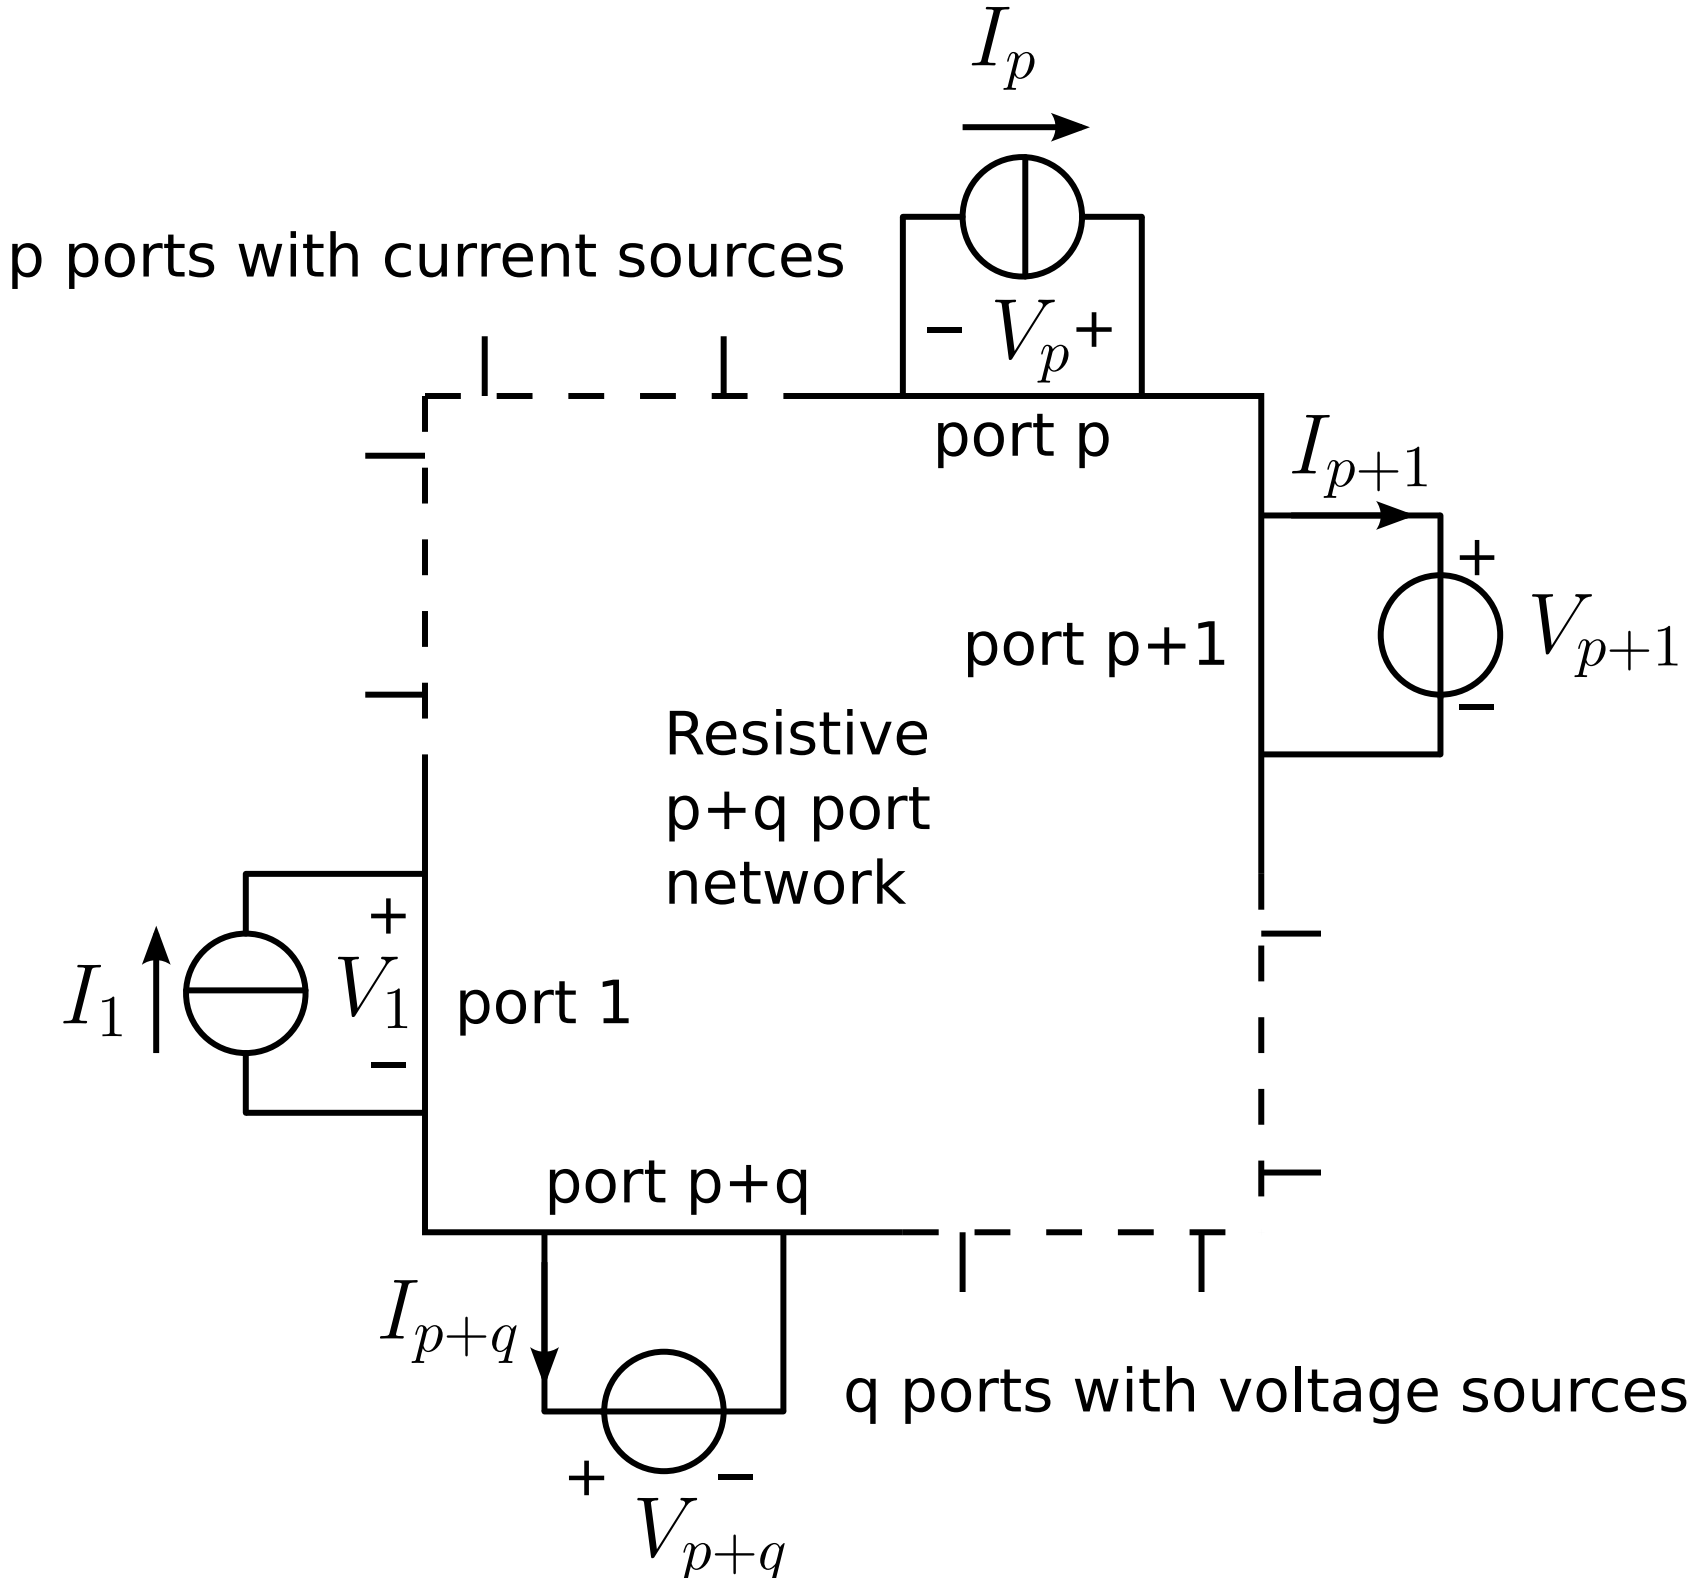 I_p
p ports with current sources
− V_p +
port p
I_{p+1}
+
port p+1
V_{p+1}
−
Resistive
p+q port
network
+
I_1
V_1
port 1
−
port p+q
I_{p+q}
q ports with voltage sources
+ −
V_{p+q}